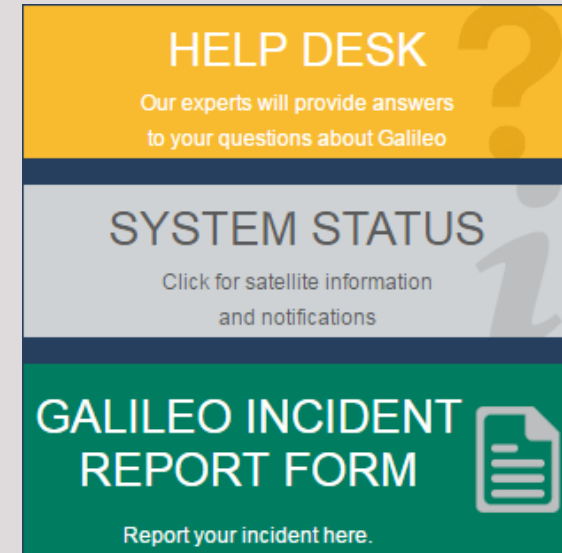 HELP DESK
Our experts will provide answers
to your questions about Galileo
SYSTEM STATUS
Click for satellite information
and notifications
GALILEO INCIDENT
REPORT FORM
Report your incident here.